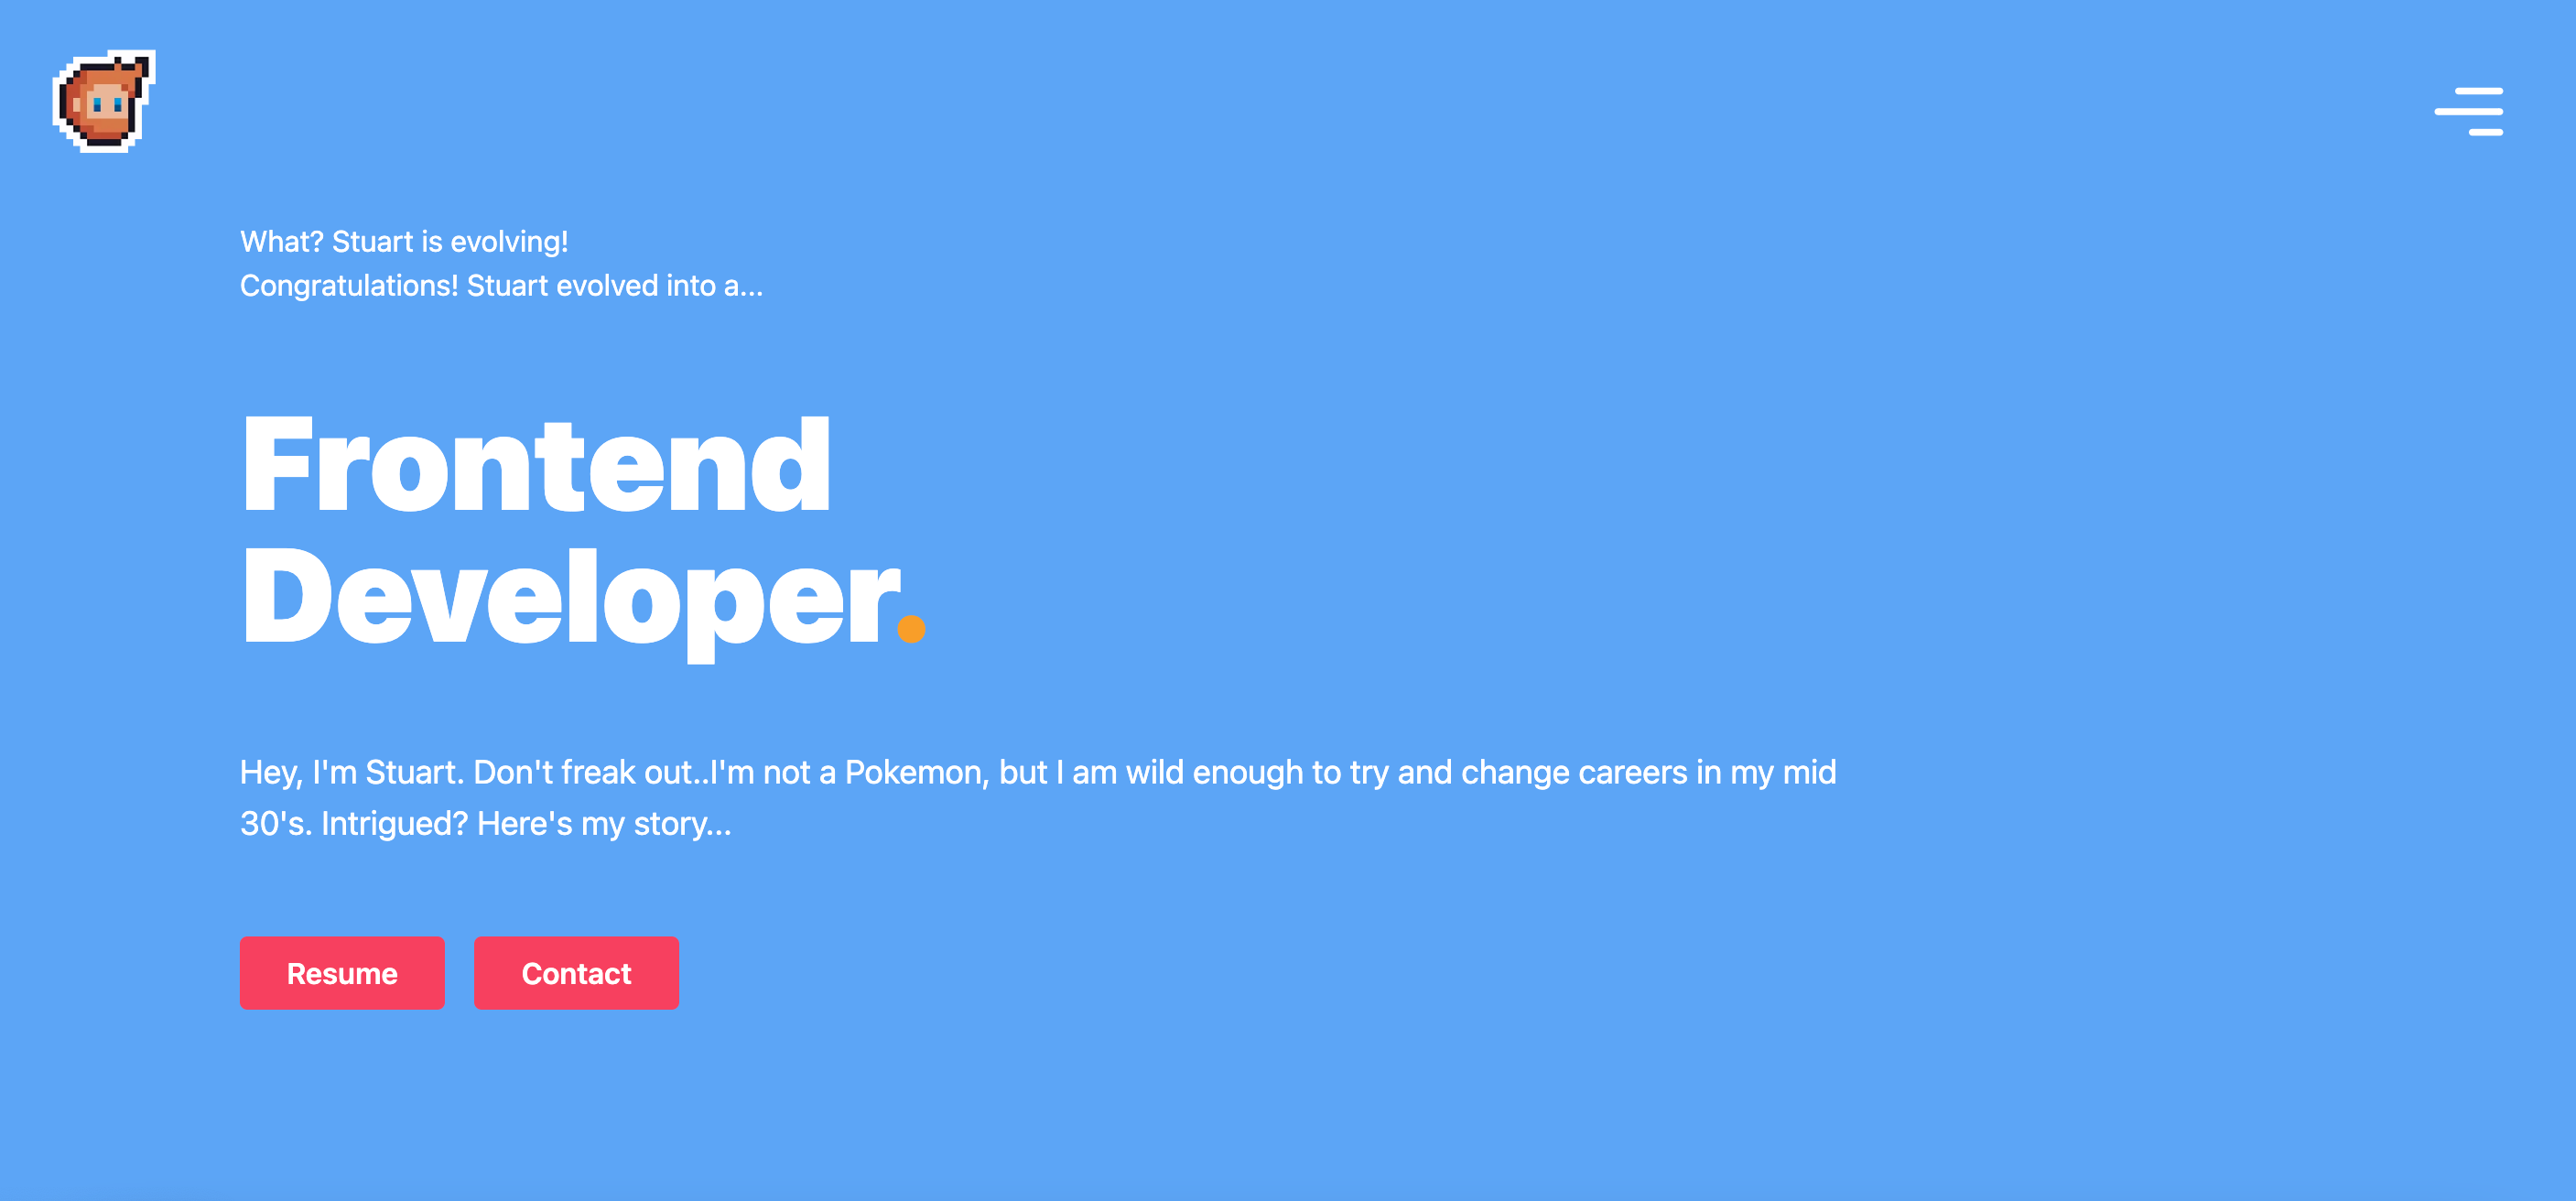 What? Stuart is evolving!
Congratulations! Stuart evolved into a...
Frontend
Developer.
Hey, I'm Stuart. Don't freak out..I'm not a Pokemon, but I am wild enough to try and change careers in my mid
30's. Intrigued? Here's my story...
Resume
Contact